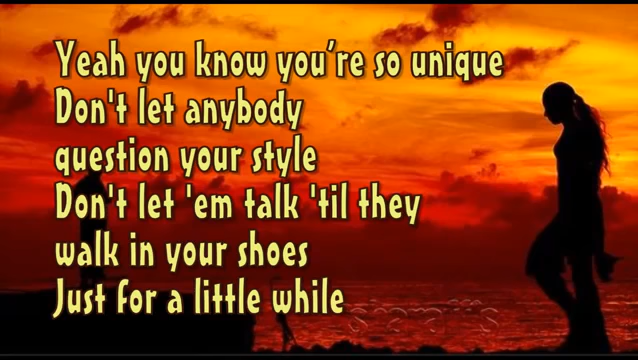 Yeah you know you’re so unique
Don't let anybody
question your style
Don't let 'em talk 'til they
walk in your shoes
Just for a little while